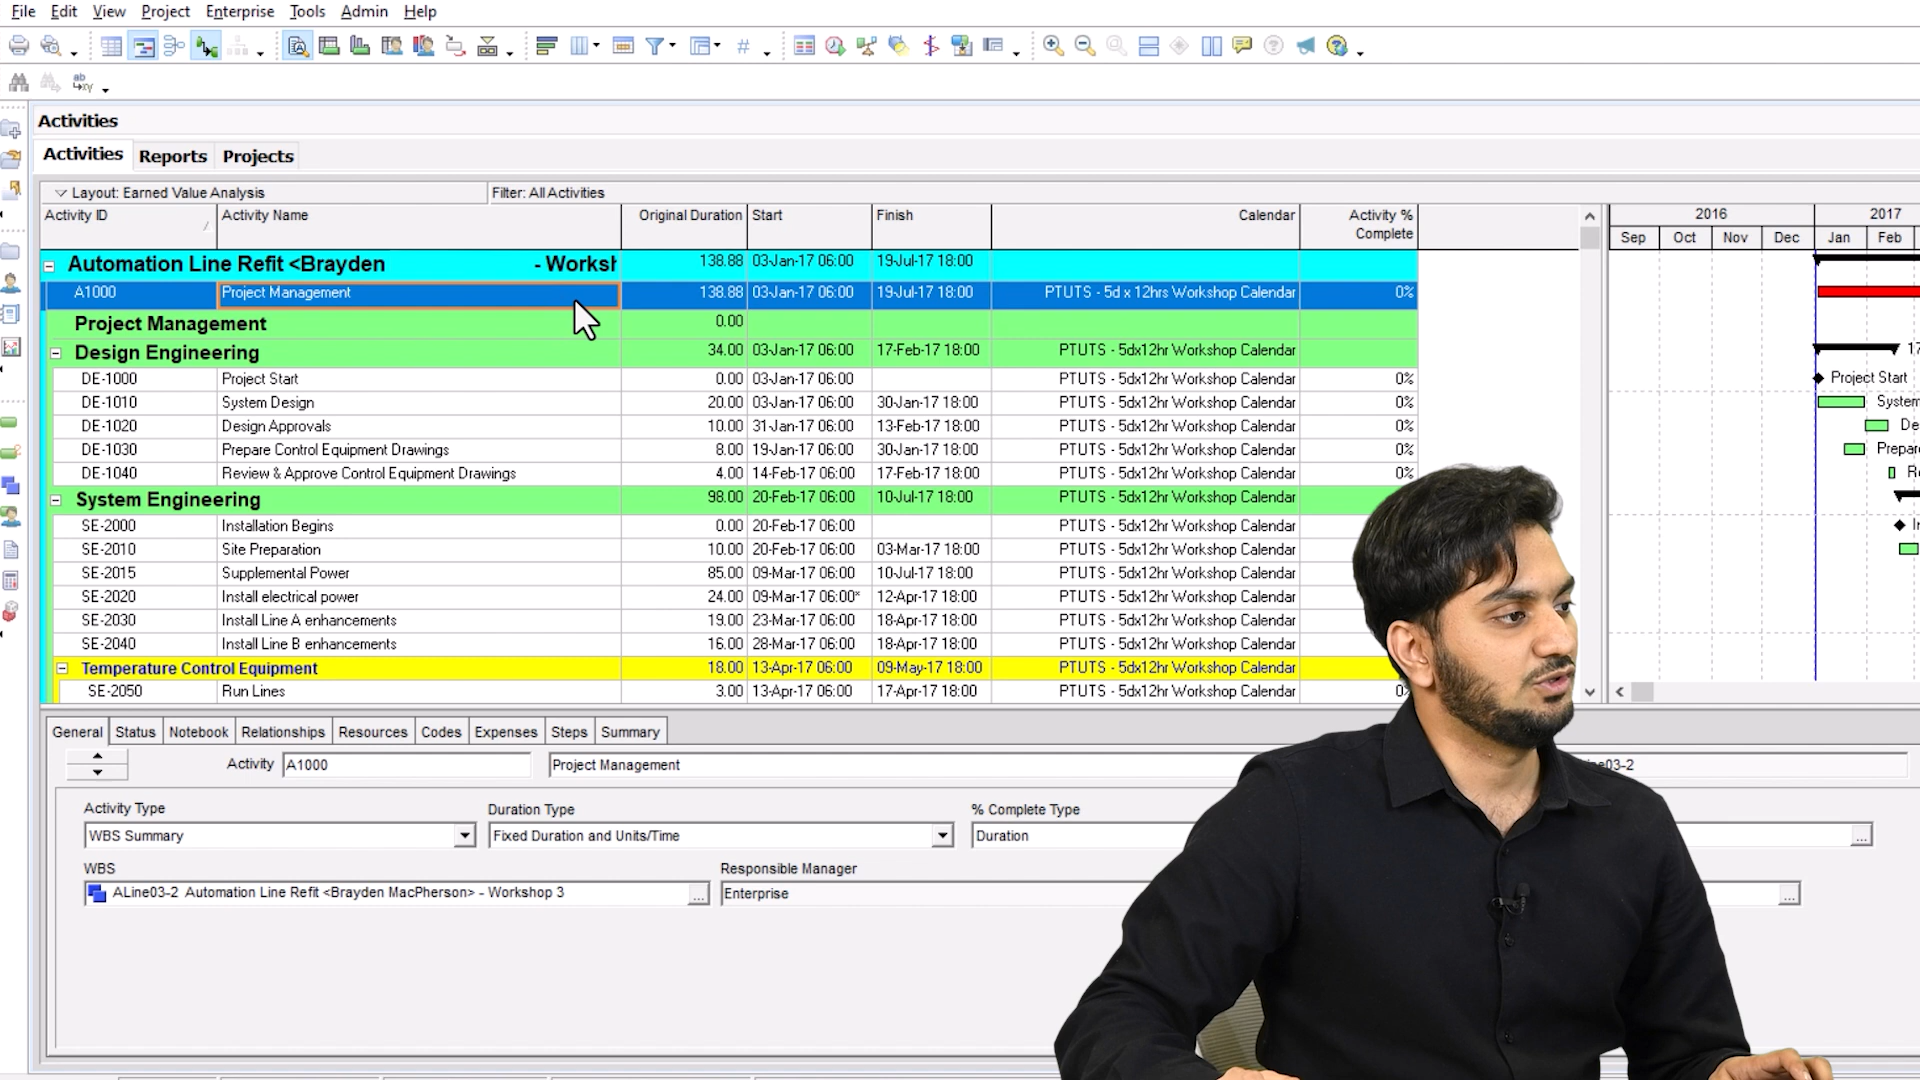 File Edit View Project Enterprise Tools Admin Help
Activities
Activities Reports Projects
Layout: Earned Value Analysis Filter: All Activities
Activity ID Activity Name Original Duration Start Finish Calendar Activity % Complete 2016 2017
Sep Oct Nov Dec Jan Feb
Automation Line Refit <Brayden - Worksh 138.88 03-Jan-17 06:00 19-Jul-17 18:00
A1000 Project Management 138.88 03-Jan-17 06:00 19-Jul-17 18:00 PTUTS - 5d x 12hrs Workshop Calendar 0%
Project Management 0.00
Design Engineering 34.00 03-Jan-17 06:00 17-Feb-17 18:00 PTUTS - 5dx12hr Workshop Calendar 17
DE-1000 Project Start 0.00 03-Jan-17 06:00 PTUTS - 5dx12hr Workshop Calendar 0% Project Start
DE-1010 System Design 20.00 03-Jan-17 06:00 30-Jan-17 18:00 PTUTS - 5dx12hr Workshop Calendar 0% System
DE-1020 Design Approvals 10.00 31-Jan-17 06:00 13-Feb-17 18:00 PTUTS - 5dx12hr Workshop Calendar 0% De
DE-1030 Prepare Control Equipment Drawings 8.00 19-Jan-17 06:00 30-Jan-17 18:00 PTUTS - 5dx12hr Workshop Calendar 0% Prepare
DE-1040 Review & Approve Control Equipment Drawings 4.00 14-Feb-17 06:00 17-Feb-17 18:00 PTUTS - 5dx12hr Workshop Calendar 0% Re
System Engineering 98.00 20-Feb-17 06:00 10-Jul-17 18:00 PTUTS - 5dx12hr Workshop Calendar
SE-2000 Installation Begins 0.00 20-Feb-17 06:00 PTUTS - 5dx12hr Workshop Calendar In
SE-2010 Site Preparation 10.00 20-Feb-17 06:00 03-Mar-17 18:00 PTUTS - 5dx12hr Workshop Calendar
SE-2015 Supplemental Power 85.00 09-Mar-17 06:00 10-Jul-17 18:00 PTUTS - 5dx12hr Workshop Calendar
SE-2020 Install electrical power 24.00 09-Mar-17 06:00* 12-Apr-17 18:00 PTUTS - 5dx12hr Workshop Calendar
SE-2030 Install Line A enhancements 19.00 23-Mar-17 06:00 18-Apr-17 18:00 PTUTS - 5dx12hr Workshop Calendar
SE-2040 Install Line B enhancements 16.00 28-Mar-17 06:00 18-Apr-17 18:00 PTUTS - 5dx12hr Workshop Calendar
Temperature Control Equipment 18.00 13-Apr-17 06:00 09-May-17 18:00 PTUTS - 5dx12hr Workshop Calendar
SE-2050 Run Lines 3.00 13-Apr-17 06:00 17-Apr-17 18:00 PTUTS - 5dx12hr Workshop Calendar 0%
General Status Notebook Relationships Resources Codes Expenses Steps Summary
Activity A1000 Project Management ne03-2
Activity Type Duration Type % Complete Type
WBS Summary Fixed Duration and Units/Time Duration
WBS Responsible Manager
ALine03-2 Automation Line Refit <Brayden MacPherson> - Workshop 3 Enterprise